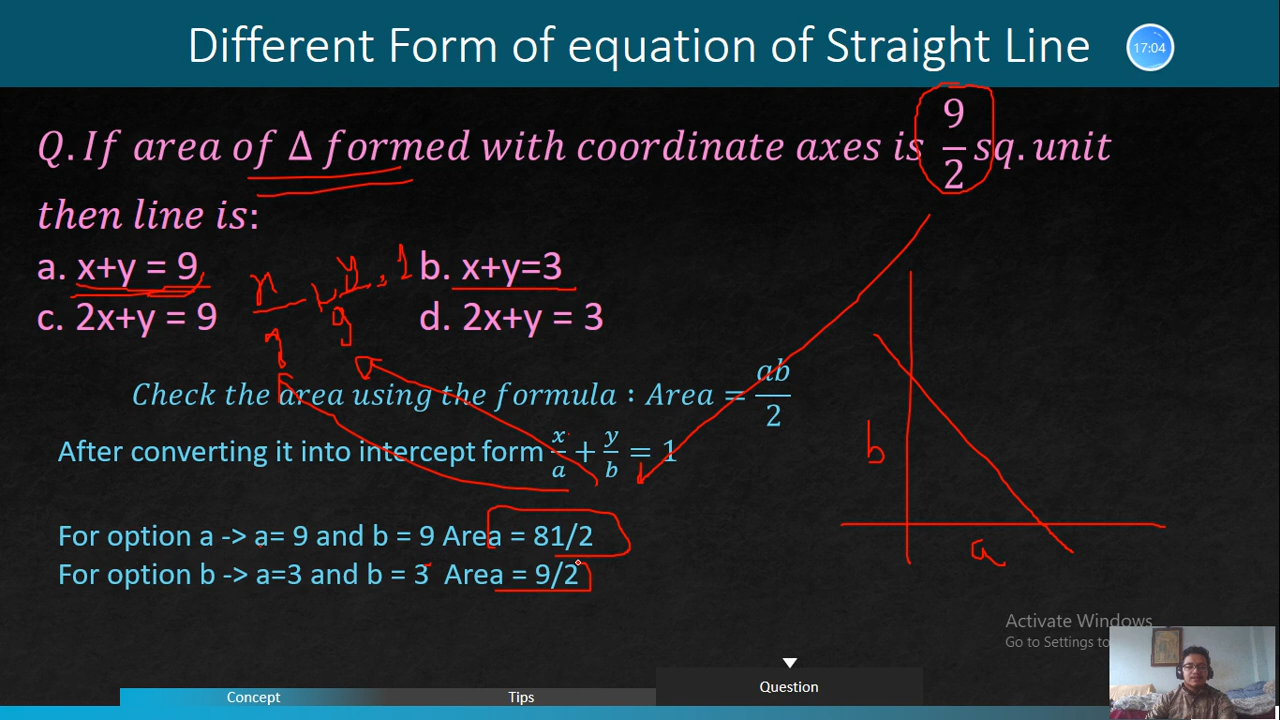 Different Form of equation of Straight Line
17:04
Q. If area of Δ formed with coordinate axes is 9/2 sq. unit
then line is:
a. x+y = 9 b. x+y=3
c. 2x+y = 9 d. 2x+y = 3
x/9 + y/9 = 1
Check the area using the formula : Area = ab/2
After converting it into intercept form x/a + y/b = 1
b
a
For option a -> a= 9 and b = 9 Area = 81/2
For option b -> a=3 and b = 3 Area = 9/2
Activate Windows
Go to Settings to
Concept Tips Question